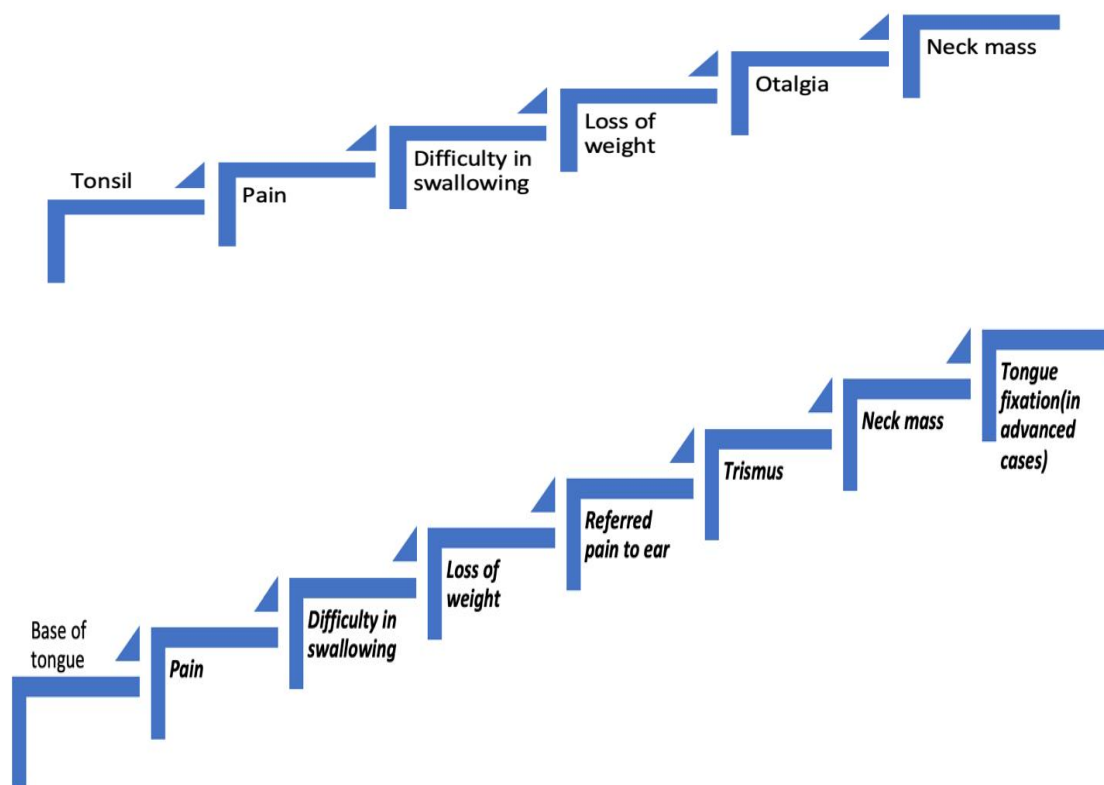 Tonsil
Pain
Difficulty in
swallowing
Loss of
weight
Otalgia
Neck mass
Base of
tongue
Pain
Difficulty in
swallowing
Loss of
weight
Referred
pain to ear
Trismus
Neck mass
Tongue
fixation(in
advanced
cases)